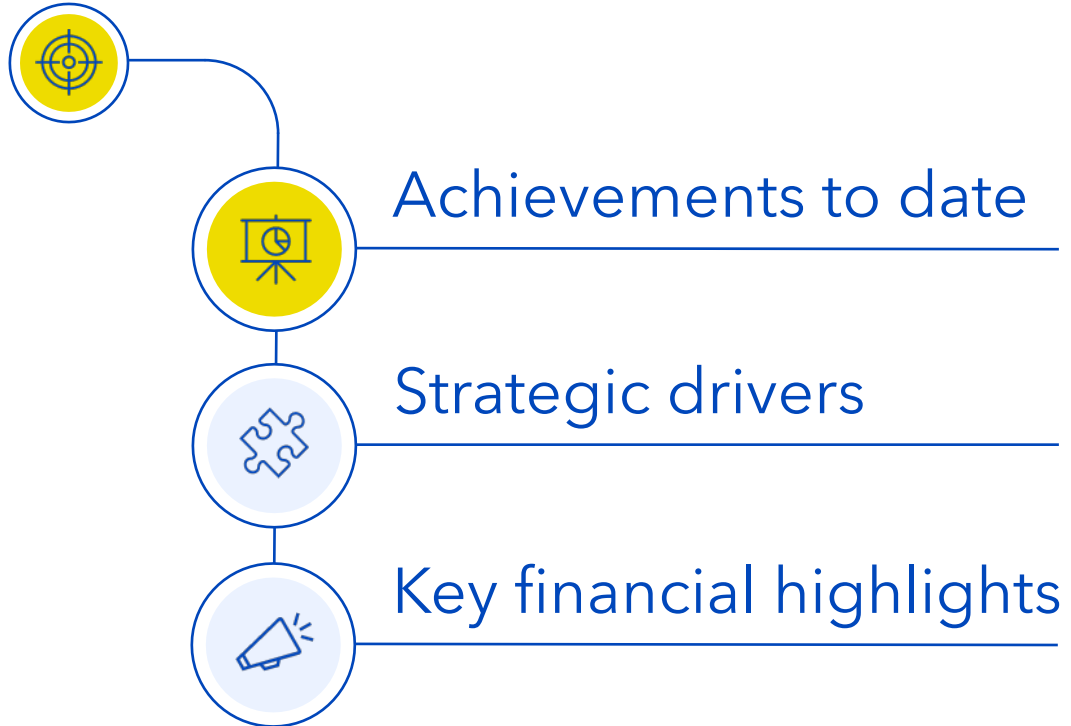 Achievements to date
Strategic drivers
Key financial highlights